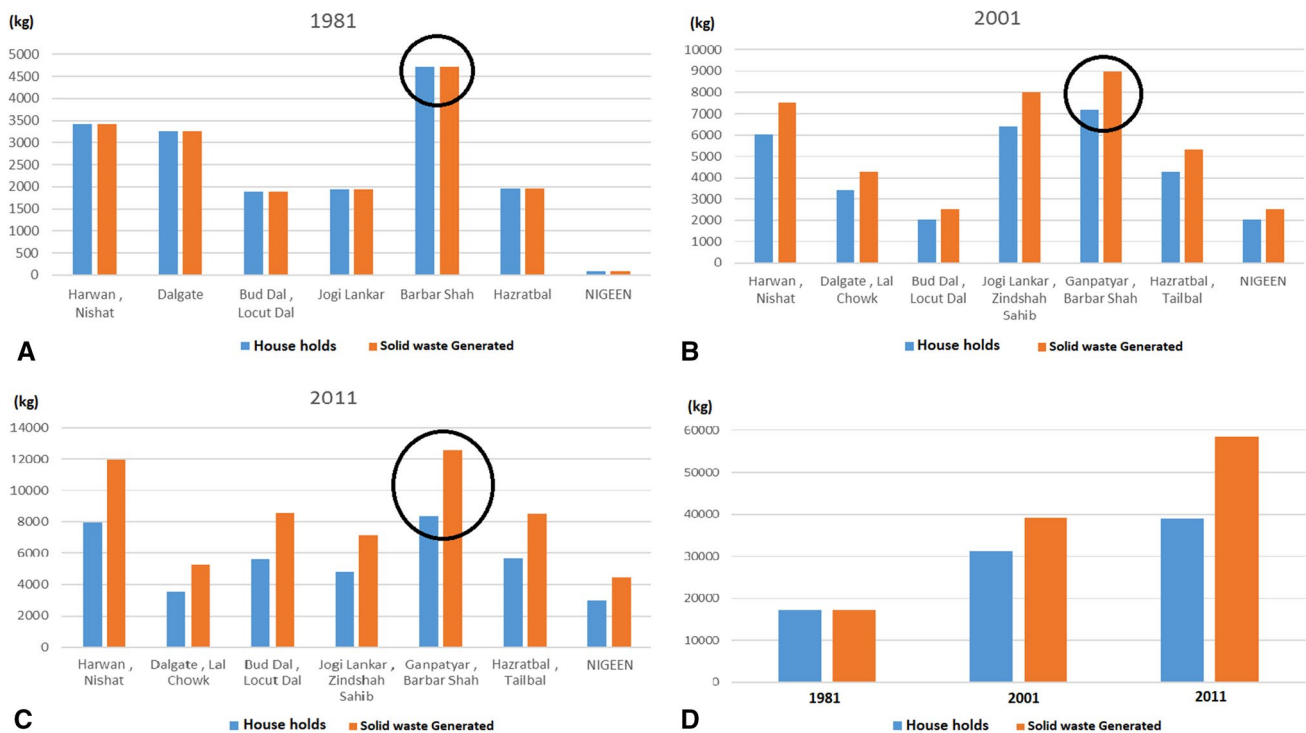 (kg)
1981
5000
4500
4000
3500
3000
2500
2000
1500
1000
500
0
Harwan , Nishat
Dalgate
Bud Dal , Locut Dal
Jogi Lankar
Barbar Shah
Hazratbal
NIGEEN
House holds
Solid waste Generated
A
(kg)
2001
10000
9000
8000
7000
6000
5000
4000
3000
2000
1000
0
Harwan , Nishat
Dalgate , Lal Chowk
Bud Dal , Locut Dal
Jogi Lankar , Zindshah Sahib
Ganpatyar , Barbar Shah
Hazratbal , Tailbal
NIGEEN
House holds
Solid waste Generated
B
(kg)
2011
14000
12000
10000
8000
6000
4000
2000
0
Harwan , Nishat
Dalgate , Lal Chowk
Bud Dal , Locut Dal
Jogi Lankar , Zindshah Sahib
Ganpatyar , Barbar Shah
Hazratbal , Tailbal
NIGEEN
House holds
Solid waste Generated
C
(kg)
60000
50000
40000
30000
20000
10000
0
1981
2001
2011
House holds
Solid waste Generated
D